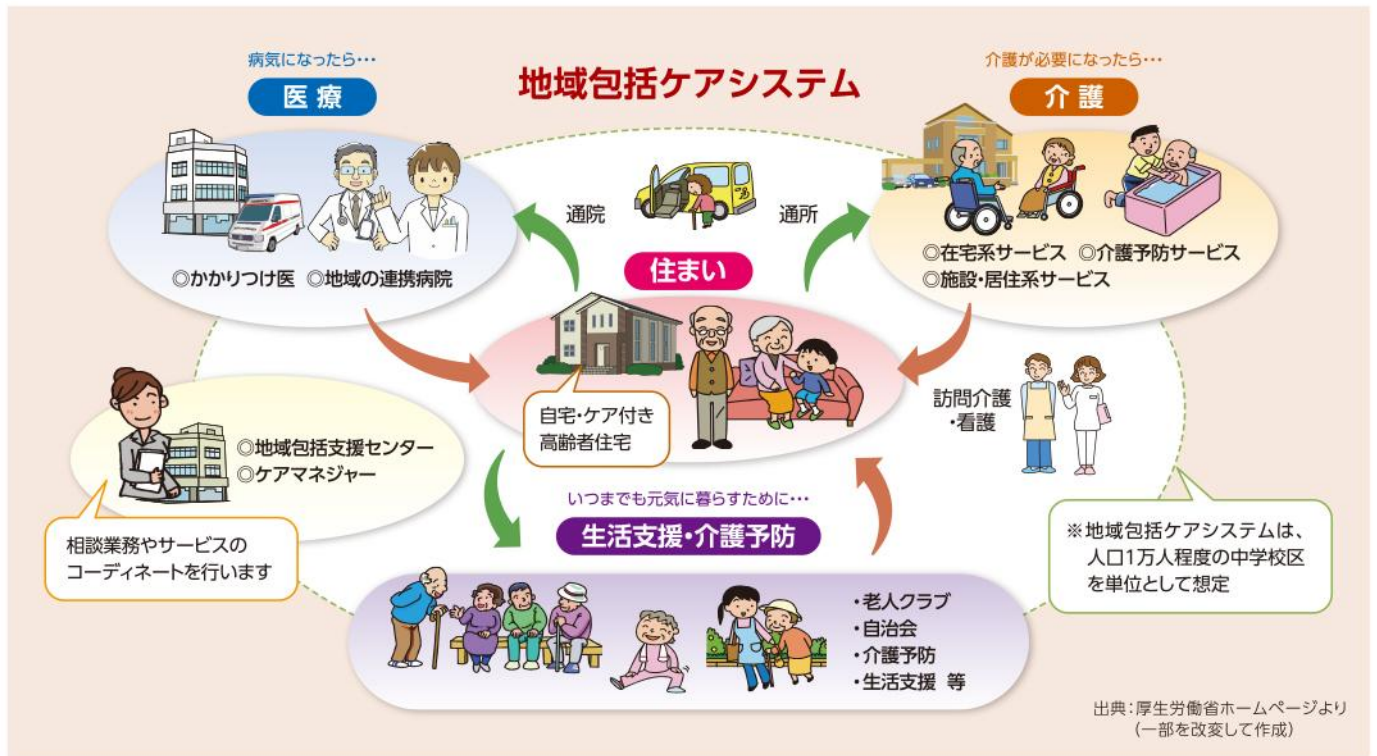 地域包括ケアシステム
病気になったら…
医療
◎かかりつけ医 ◎地域の連携病院
介護が必要になったら…
介護
◎在宅系サービス ◎介護予防サービス
◎施設・居住系サービス
通院
通所
住まい
自宅・ケア付き
高齢者住宅
訪問介護
・看護
◎地域包括支援センター
◎ケアマネジャー
相談業務やサービスの
コーディネートを行います
いつまでも元気に暮らすために…
生活支援・介護予防
・老人クラブ
・自治会
・介護予防
・生活支援 等
※地域包括ケアシステムは、
人口1万人程度の中学校区
を単位として想定
出典：厚生労働省ホームページより
（一部を改変して作成）